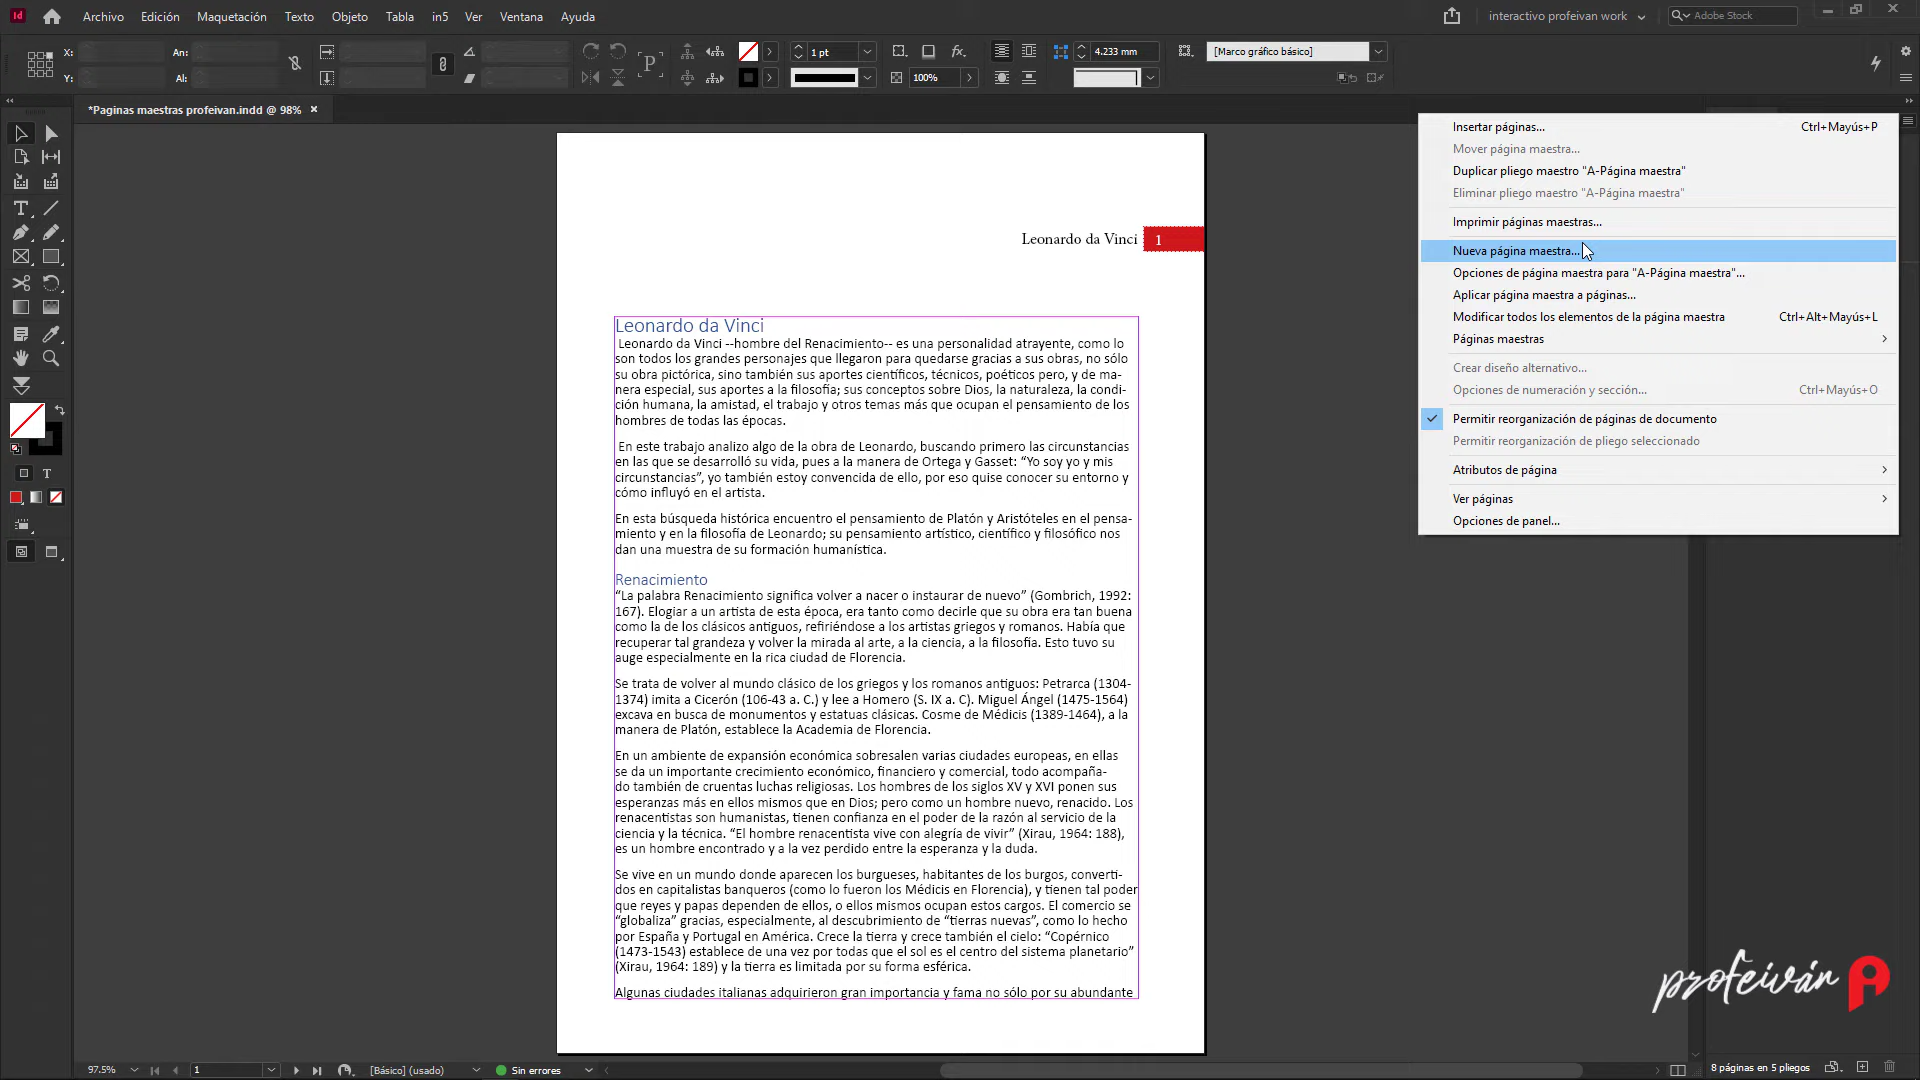 Archivo Edición Maquetación Texto Objeto Tabla in5 Ver Ventana Ayuda
interactivo profeivan work
Adobe Stock
X: An: 1 pt 4.233 mm [Marco gráfico básico]
Y: Al: 100%
*Paginas maestras profeivan.indd @ 98%
Insertar páginas... Ctrl+Mayús+P
Mover página maestra...
Duplicar pliego maestro "A-Página maestra"
Eliminar pliego maestro "A-Página maestra"
Imprimir páginas maestras...
Nueva página maestra...
Opciones de página maestra para "A-Página maestra"...
Aplicar página maestra a páginas...
Modificar todos los elementos de la página maestra Ctrl+Alt+Mayús+L
Páginas maestras
Crear diseño alternativo...
Opciones de numeración y sección... Ctrl+Mayús+O
Permitir reorganización de páginas de documento
Permitir reorganización de pliego seleccionado
Atributos de página
Ver páginas
Opciones de panel...
Leonardo da Vinci 1
Leonardo da Vinci
Leonardo da Vinci --hombre del Renacimiento-- es una personalidad atrayente, como lo
son todos los grandes personajes que llegaron para quedarse gracias a sus obras, no sólo
su obra pictórica, sino también sus aportes científicos, técnicos, poéticos pero, y de ma-
nera especial, sus aportes a la filosofía; sus conceptos sobre Dios, la naturaleza, la condi-
ción humana, la amistad, el trabajo y otros temas más que ocupan el pensamiento de los
hombres de todas las épocas.
En este trabajo analizo algo de la obra de Leonardo, buscando primero las circunstancias
en las que se desarrolló su vida, pues a la manera de Ortega y Gasset: “Yo soy yo y mis
circunstancias”, yo también estoy convencida de ello, por eso quise conocer su entorno y
cómo influyó en el artista.
En esta búsqueda histórica encuentro el pensamiento de Platón y Aristóteles en el pensa-
miento y en la filosofía de Leonardo; su pensamiento artístico, científico y filosófico nos
dan una muestra de su formación humanística.
Renacimiento
“La palabra Renacimiento significa volver a nacer o instaurar de nuevo” (Gombrich, 1992:
167). Elogiar a un artista de esta época, era tanto como decirle que su obra era tan buena
como la de los clásicos antiguos, refiriéndose a los artistas griegos y romanos. Había que
recuperar tal grandeza y volver la mirada al arte, a la ciencia, a la filosofía. Esto tuvo su
auge especialmente en la rica ciudad de Florencia.
Se trata de volver al mundo clásico de los griegos y los romanos antiguos: Petrarca (1304-
1374) imita a Cicerón (106-43 a. C.) y lee a Homero (S. IX a. C). Miguel Ángel (1475-1564)
excava en busca de monumentos y estatuas clásicas. Cosme de Médicis (1389-1464), a la
manera de Platón, establece la Academia de Florencia.
En un ambiente de expansión económica sobresalen varias ciudades europeas, en ellas
se da un importante crecimiento económico, financiero y comercial, todo acompaña-
do también de cruentas luchas religiosas. Los hombres de los siglos XV y XVI ponen sus
esperanzas más en ellos mismos que en Dios; pero como un hombre nuevo, renacido. Los
renacentistas son humanistas, tienen confianza en el poder de la razón al servicio de la
ciencia y la técnica. “El hombre renacentista vive con alegría de vivir” (Xirau, 1964: 188),
es un hombre encontrado y a la vez perdido entre la esperanza y la duda.
Se vive en un mundo donde aparecen los burgueses, habitantes de los burgos, converti-
dos en capitalistas banqueros (como lo fueron los Médicis en Florencia), y tienen tal poder
que reyes y papas dependen de ellos, o ellos mismos ocupan estos cargos. El comercio se
“globaliza” gracias, especialmente, al descubrimiento de “tierras nuevas”, como lo hecho
por España y Portugal en América. Crece la tierra y crece también el cielo: “Copérnico
(1473-1543) establece de una vez por todas que el sol es el centro del sistema planetario”
(Xirau, 1964: 189) y la tierra es limitada por su forma esférica.
Algunas ciudades italianas adquirieron gran importancia y fama no sólo por su abundante
profeiván
97.5% 1 [Básico] (usado) Sin errores
8 páginas en 5 pliegos